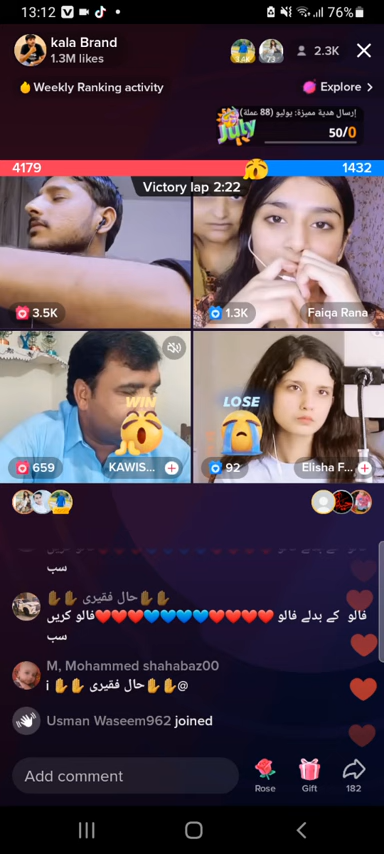 13:12
76%
kala Brand
1.3M likes
2.3K
Weekly Ranking activity
Explore
إرسال هدية مميزة: يوليو (88 عملة)
July
50/0
4179
1432
Victory lap 2:22
3.5K
1.3K
Faiqa Rana
WIN
LOSE
659
KAWIS...
92
Elisha F...
سب
حال فقیری
فالو کے بدلے فالو ❤❤❤❤💙💙💙💙❤❤❤ فالو کریں
سب
M, Mohammed shahabaz00
@✋✋حال فقیری ✋✋ i
Usman Waseem962 joined
Add comment
Rose
Gift
182